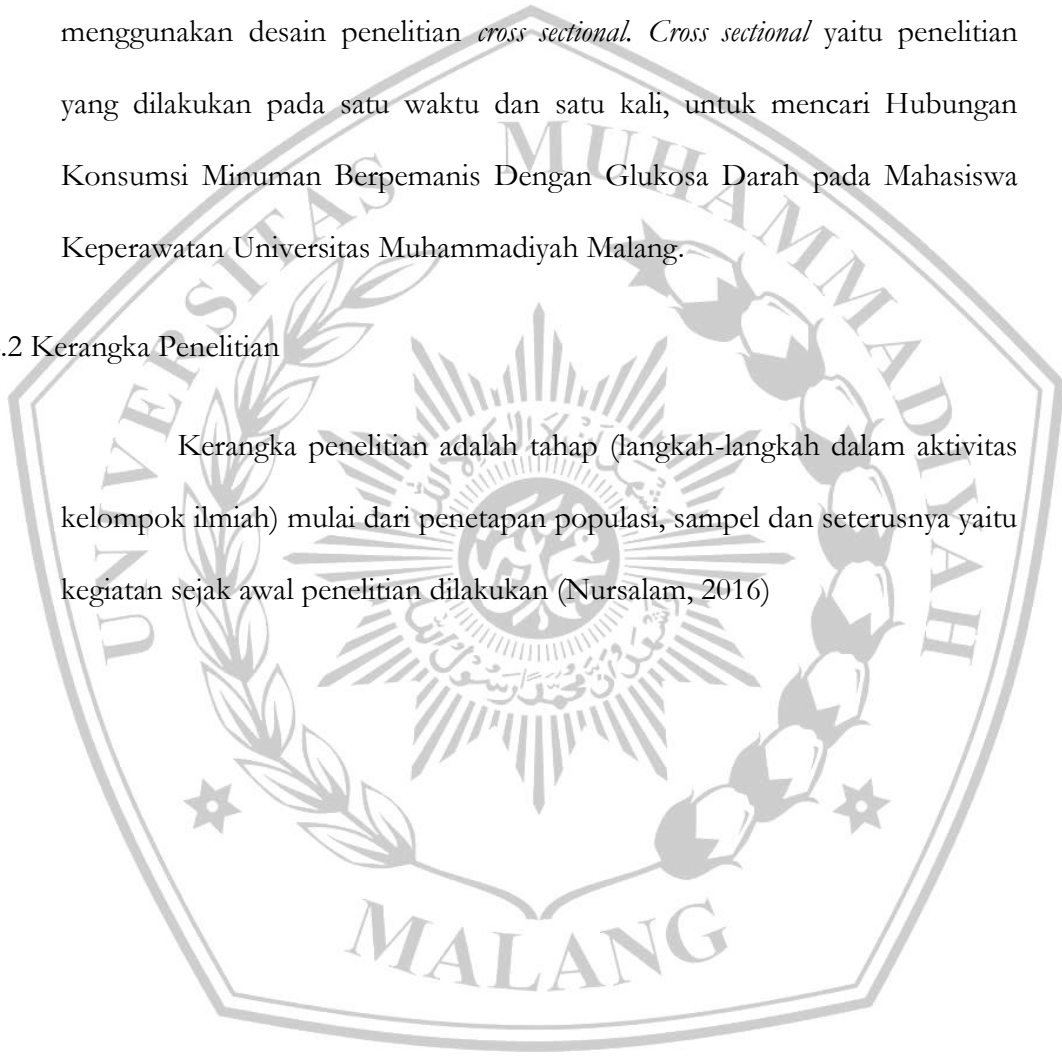 menggunakan desain penelitian cross sectional. Cross sectional yaitu penelitian
yang dilakukan pada satu waktu dan satu kali, untuk mencari Hubungan
Konsumsi Minuman Berpemanis Dengan Glukosa Darah pada Mahasiswa
Keperawatan Universitas Muhammadiyah Malang.
.2 Kerangka Penelitian
Kerangka penelitian adalah tahap (langkah-langkah dalam aktivitas
kelompok ilmiah) mulai dari penetapan populasi, sampel dan seterusnya yaitu
kegiatan sejak awal penelitian dilakukan (Nursalam, 2016)
UNIVERSITAS MUHAMMADIYAH
MALANG